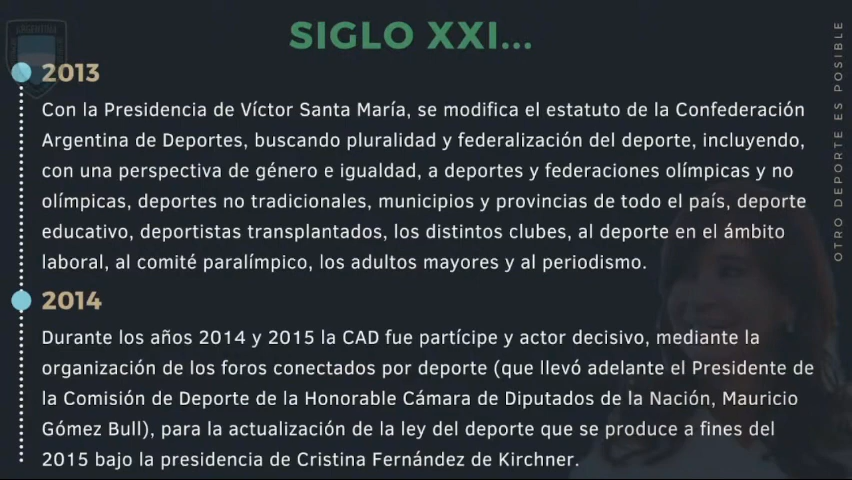 SIGLO XXI...
ARGENTINA
2013
Con la Presidencia de Víctor Santa María, se modifica el estatuto de la Confederación
Argentina de Deportes, buscando pluralidad y federalización del deporte, incluyendo,
con una perspectiva de género e igualdad, a deportes y federaciones olímpicas y no
olímpicas, deportes no tradicionales, municipios y provincias de todo el país, deporte
educativo, deportistas transplantados, los distintos clubes, al deporte en el ámbito
laboral, al comité paralímpico, los adultos mayores y al periodismo.
2014
Durante los años 2014 y 2015 la CAD fue partícipe y actor decisivo, mediante la
organización de los foros conectados por deporte (que llevó adelante el Presidente de
la Comisión de Deporte de la Honorable Cámara de Diputados de la Nación, Mauricio
Gómez Bull), para la actualización de la ley del deporte que se produce a fines del
2015 bajo la presidencia de Cristina Fernández de Kirchner.
OTRO DEPORTE ES POSIBLE